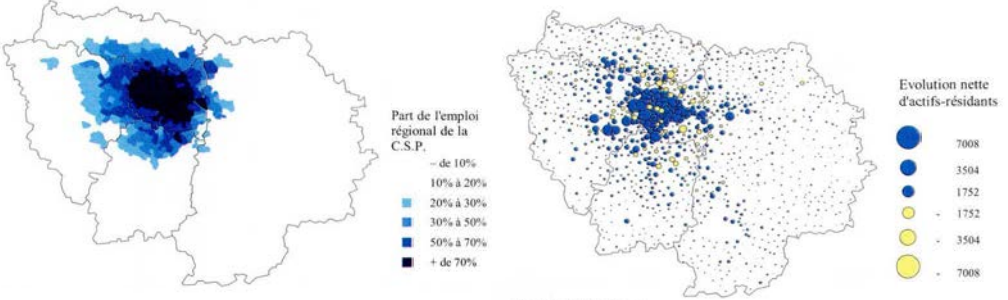 Part de l'emploi
régional de la
C.S.P.
– de 10%
10% à 20%
20% à 30%
30% à 50%
50% à 70%
+ de 70%
Evolution nette
d'actifs-résidants
7008
3504
1752
- 1752
- 3504
- 7008